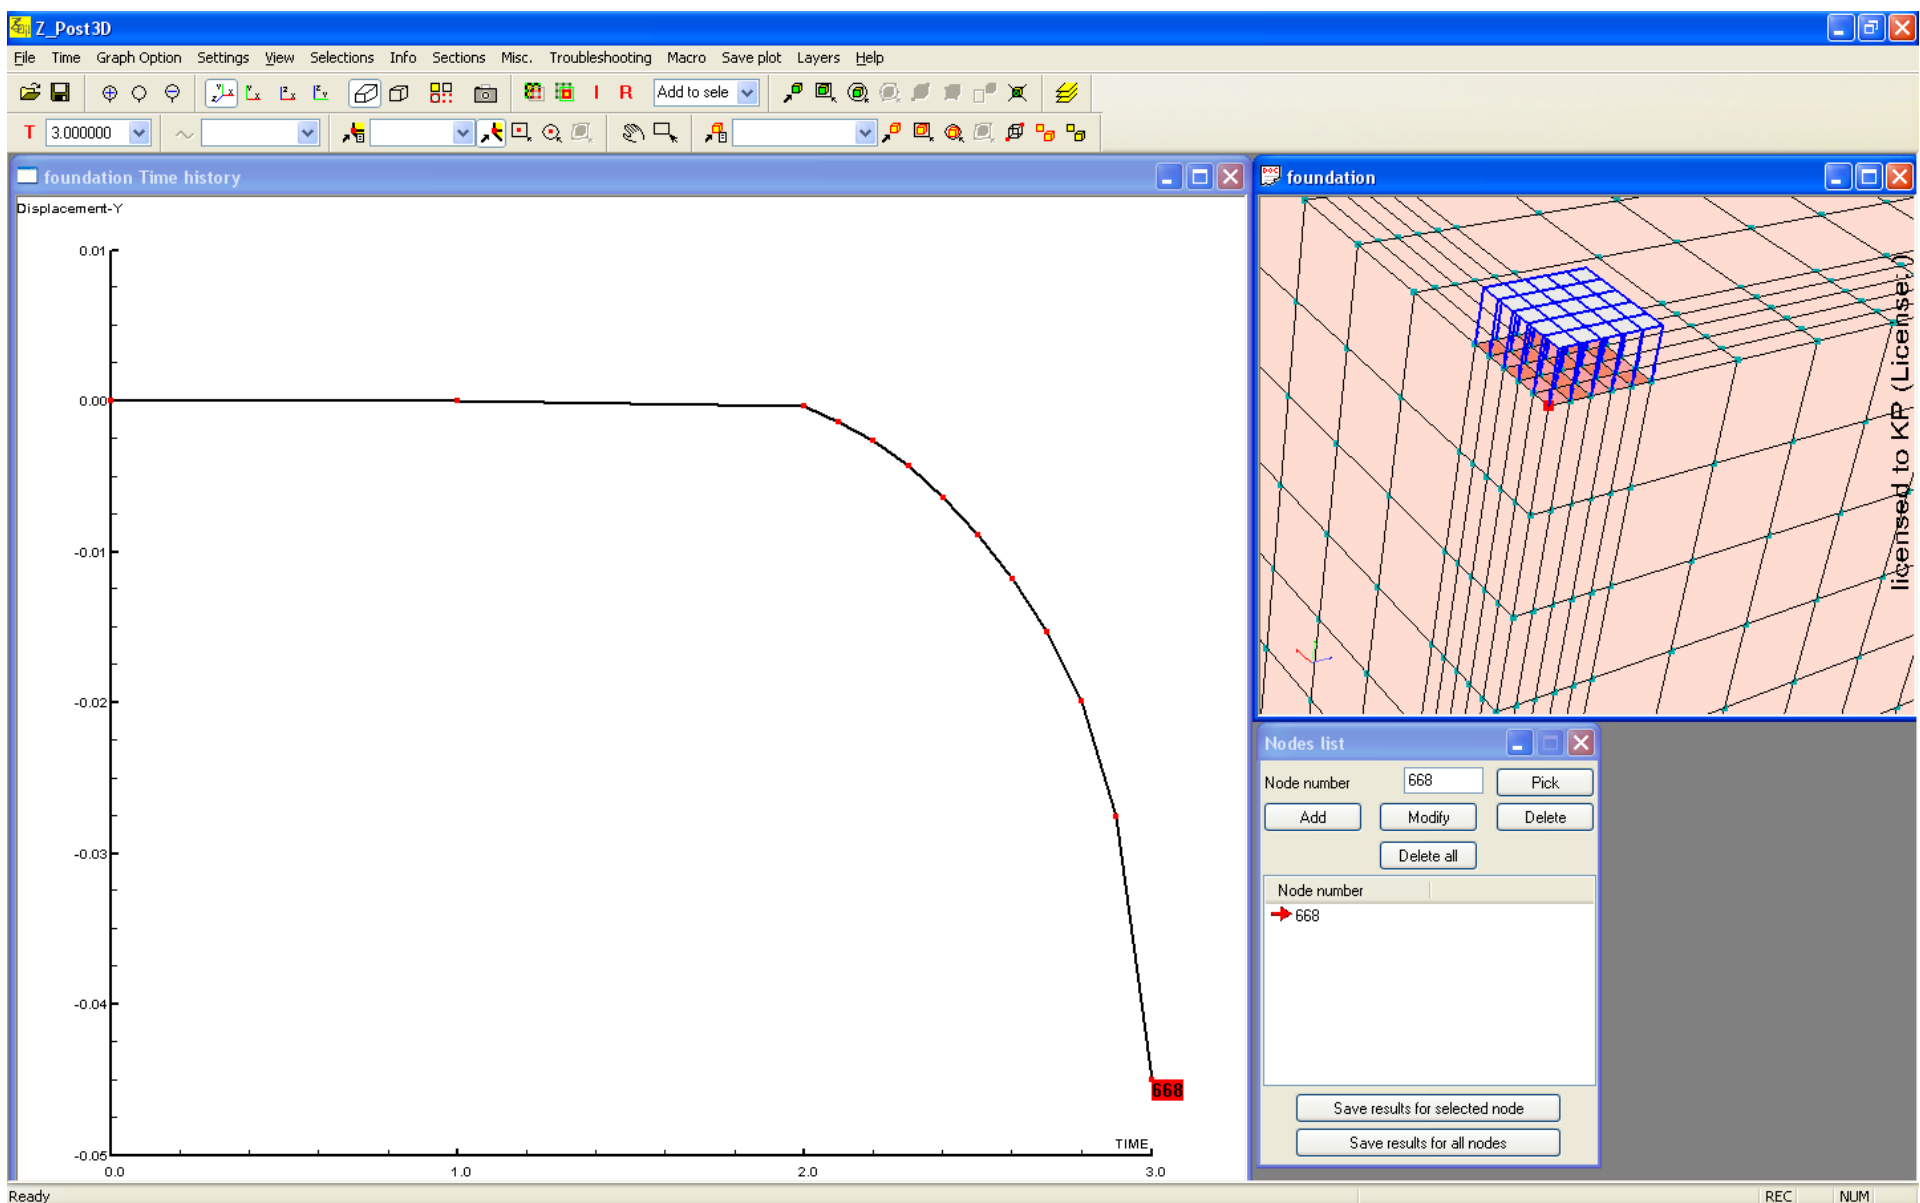 Z_Post3D
File Time Graph Option Settings View Selections Info Sections Misc. Troubleshooting Macro Save plot Layers Help
Add to sele
T 3.000000
foundation Time history
Displacement-Y
0.01
0.00
-0.01
-0.02
-0.03
-0.04
-0.05
668
TIME
0.0 1.0 2.0 3.0
foundation
licensed to KP (License:)
Nodes list
Node number 668 Pick
Add Modify Delete
Delete all
Node number
668
Save results for selected node
Save results for all nodes
Ready REC NUM